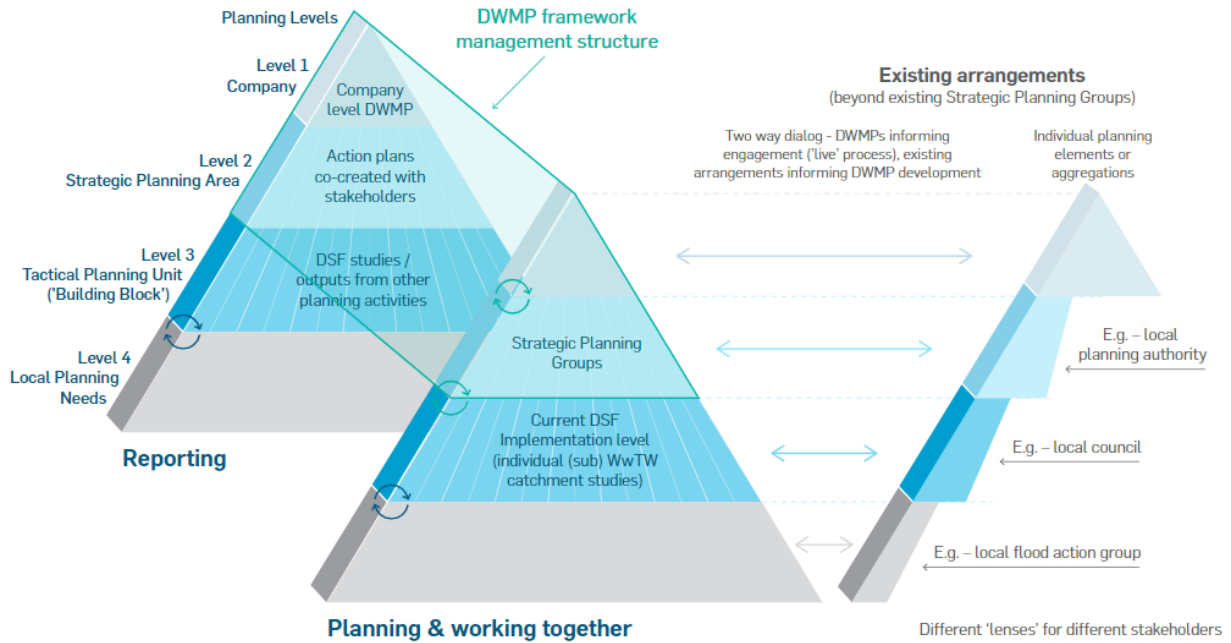 Planning Levels
Level 1
Company
Level 2
Strategic Planning Area
Level 3
Tactical Planning Unit
('Building Block')
Level 4
Local Planning
Needs
Company
level DWMP
Action plans
co-created with
stakeholders
DSF studies /
outputs from other
planning activities
Reporting
DWMP framework
management structure
Strategic Planning
Groups
Current DSF
Implementation level
(individual (sub) WwTW
catchment studies)
Planning & working together
Existing arrangements
(beyond existing Strategic Planning Groups)
Two way dialog - DWMPs informing
engagement ('live' process), existing
arrangements informing DWMP development
Individual planning
elements or
aggregations
E.g. – local
planning authority
E.g. – local council
E.g. – local flood action group
Different 'lenses' for different stakeholders